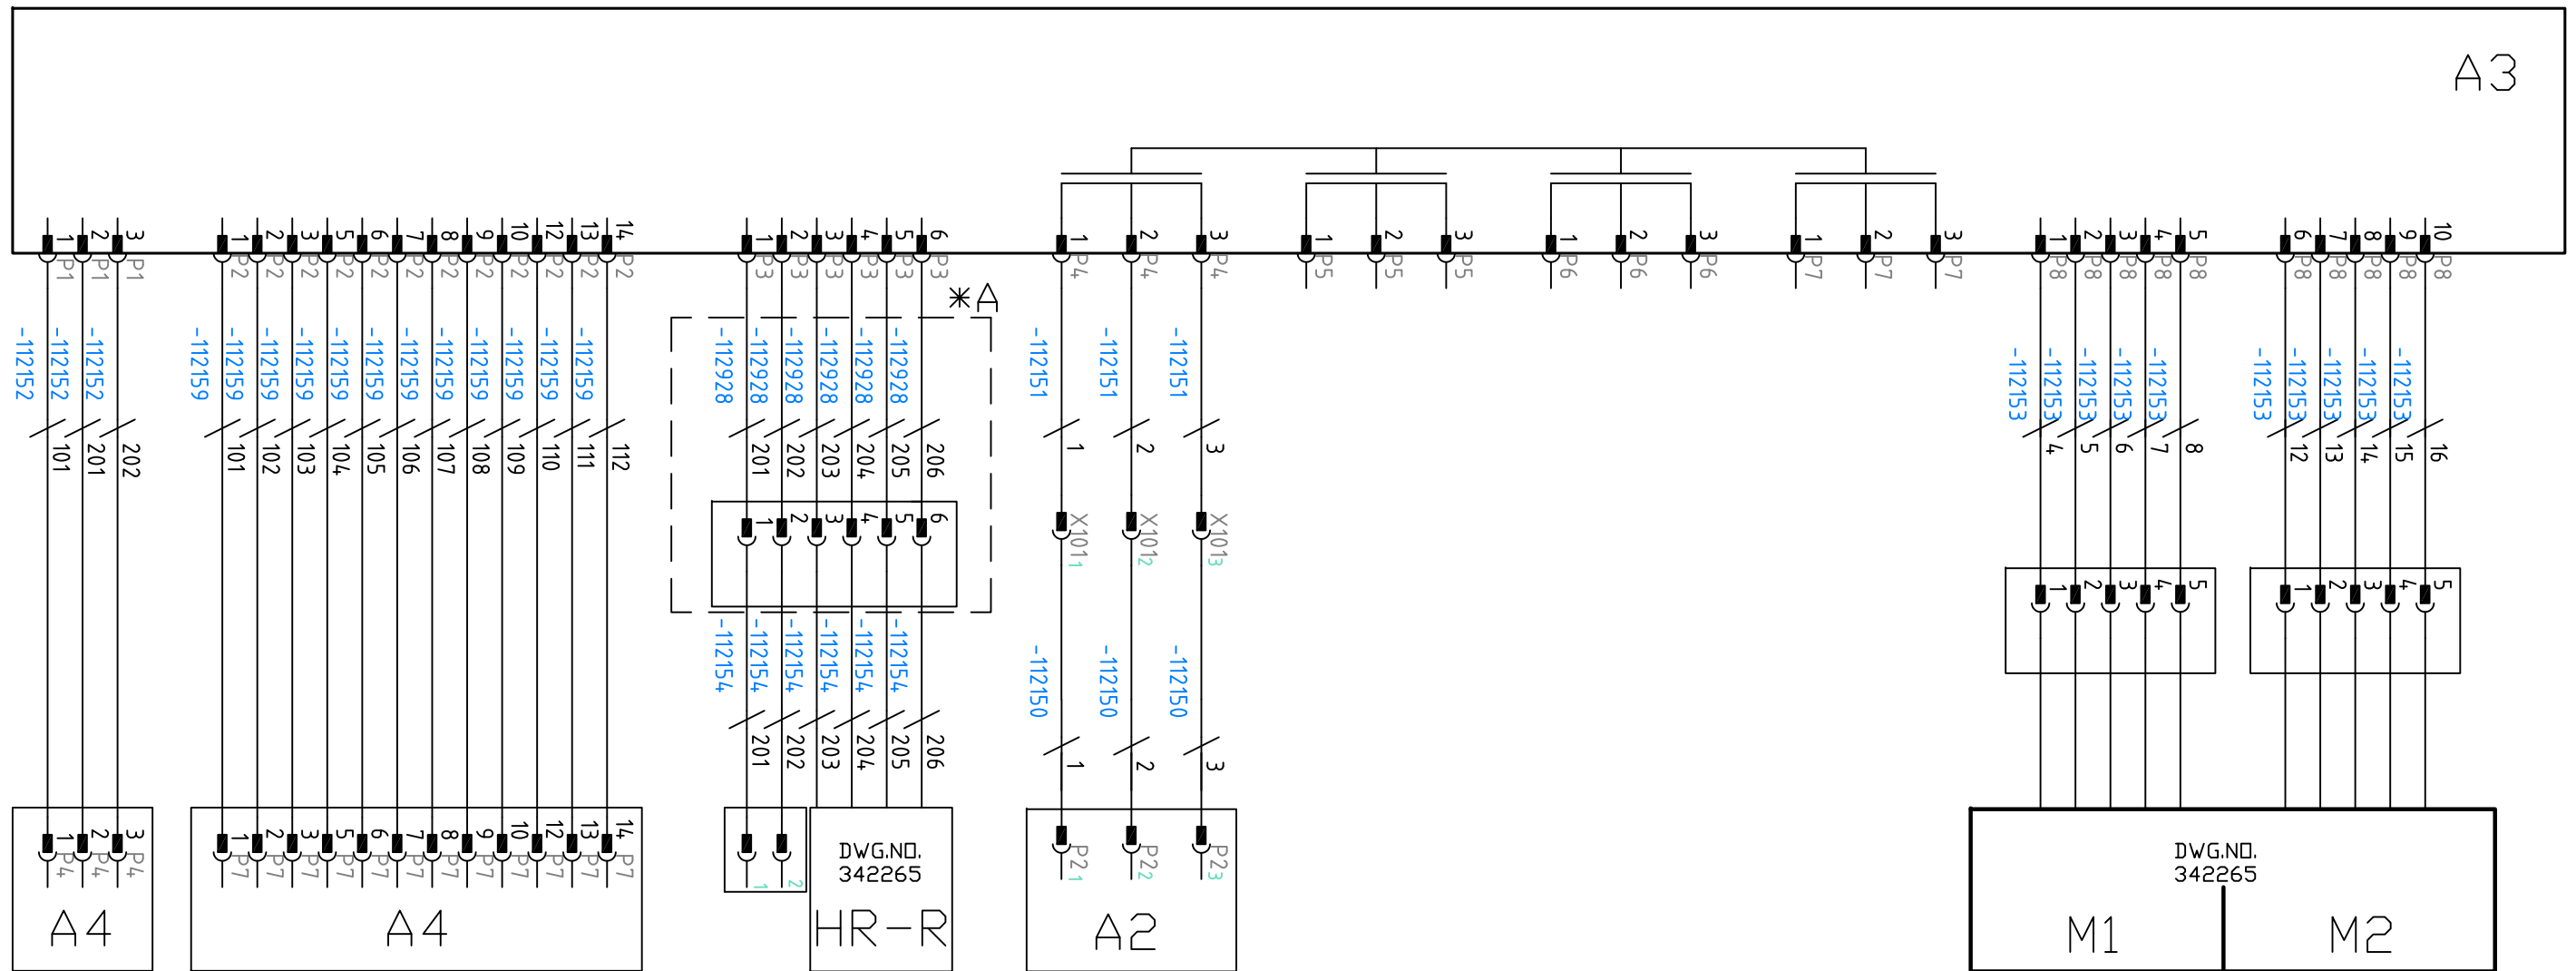 A3
1 2 3 1 2 3 5 6 7 8 9 10 12 13 14 1 2 3 4 5 6 1 2 3 1 2 3 1 2 3 1 2 3 1 2 3 4 5 6 7 8 9 10
P1 P1 P1 P2 P2 P2 P2 P2 P2 P2 P2 P2 P2 P2 P2 P3 P3 P3 P3 P3 P3 P4 P4 P4 P5 P5 P5 P6 P6 P6 P7 P7 P7 P8 P8 P8 P8 P8 P8 P8 P8 P8 P8
*A
-112152 -112152 -112152 -112159 -112159 -112159 -112159 -112159 -112159 -112159 -112159 -112159 -112159 -112159 -112159 -112928 -112928 -112928 -112928 -112928 -112928 -112151 -112151 -112151 -112153 -112153 -112153 -112153 -112153 -112153 -112153 -112153 -112153 -112153
101 201 202 101 102 103 104 105 106 107 108 109 110 111 112 201 202 203 204 205 206 1 2 3 4 5 6 7 8 12 13 14 15 16
1 2 3 4 5 6 X101 1 X101 2 X101 3
1 2 3 4 5 1 2 3 4 5
-112154 -112154 -112154 -112154 -112154 -112154 -112150 -112150 -112150
201 202 203 204 205 206 1 2 3
1 2 3 1 2 3 5 6 7 8 9 10 12 13 14
P4 P4 P4 P7 P7 P7 P7 P7 P7 P7 P7 P7 P7 P7 P7 1 2 P2 1 P2 2 P2 3
DWG.NO.
342265
DWG.NO.
342265
A4 A4 HR-R A2 M1 M2